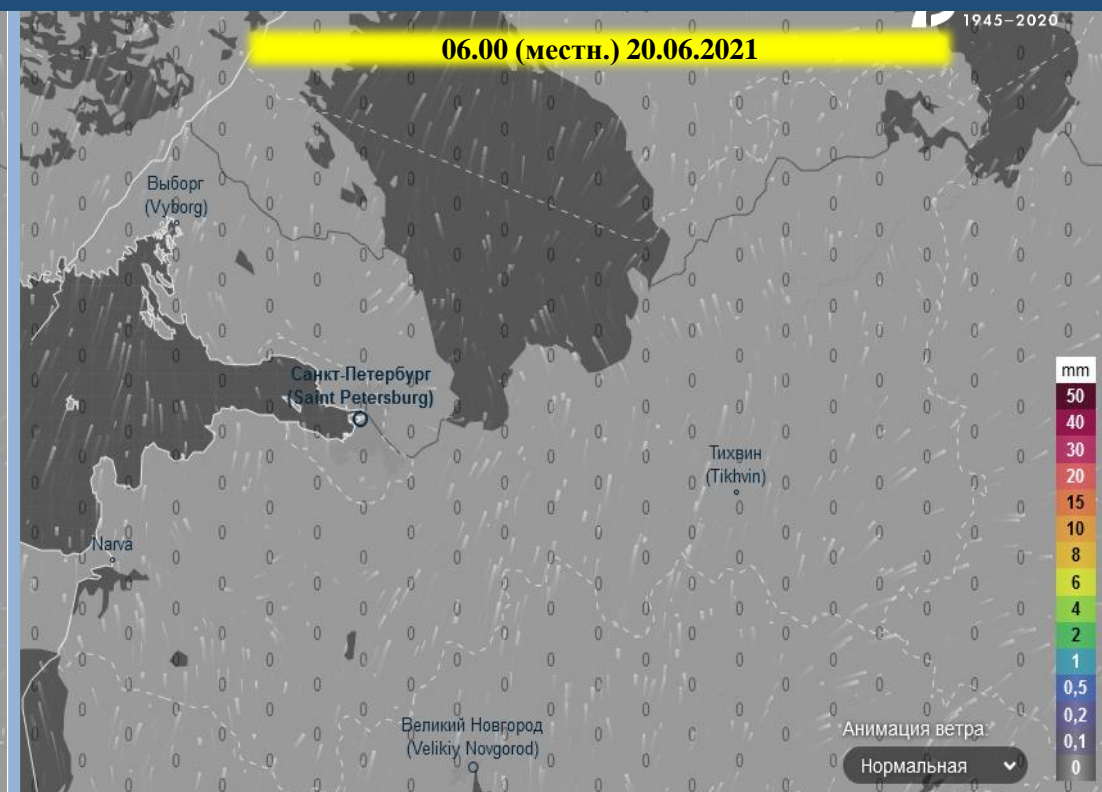 1945–2020
06.00 (местн.) 20.06.2021
Выборг
(Vyborg)
Санкт-Петербург
(Saint Petersburg)
Тихвин
(Tikhvin)
Narva
Великий Новгород
(Velikiy Novgorod)
Анимация ветра:
Нормальная
mm
50
40
30
20
15
10
8
6
4
2
1
0,5
0,2
0,1
0